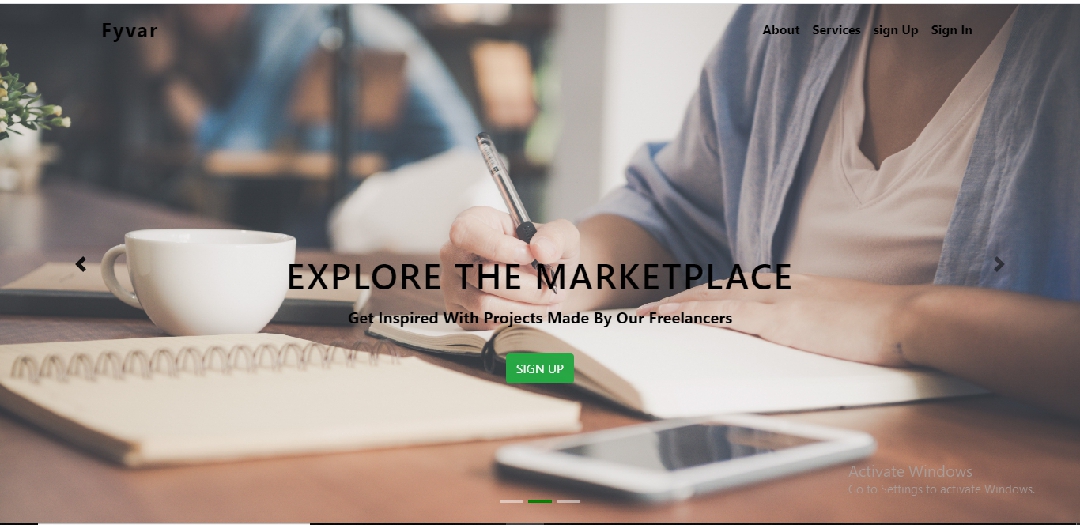 Fyvar
About Services sign Up Sign In
EXPLORE THE MARKETPLACE
Get Inspired With Projects Made By Our Freelancers
SIGN UP
Activate Windows
Go to Settings to activate Windows.